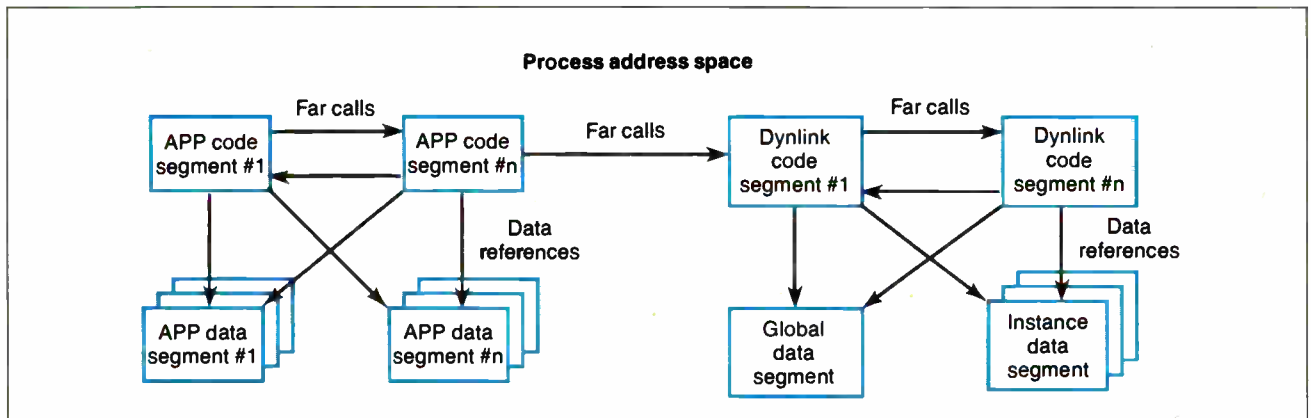 Process address space
Far calls
Far calls
Far calls
APP code
segment #1
APP code
segment #n
Dynlink
code
segment #1
Dynlink
code
segment #n
Data
references
Data
references
APP data
segment #1
APP data
segment #n
Global
data
segment
Instance
data
segment